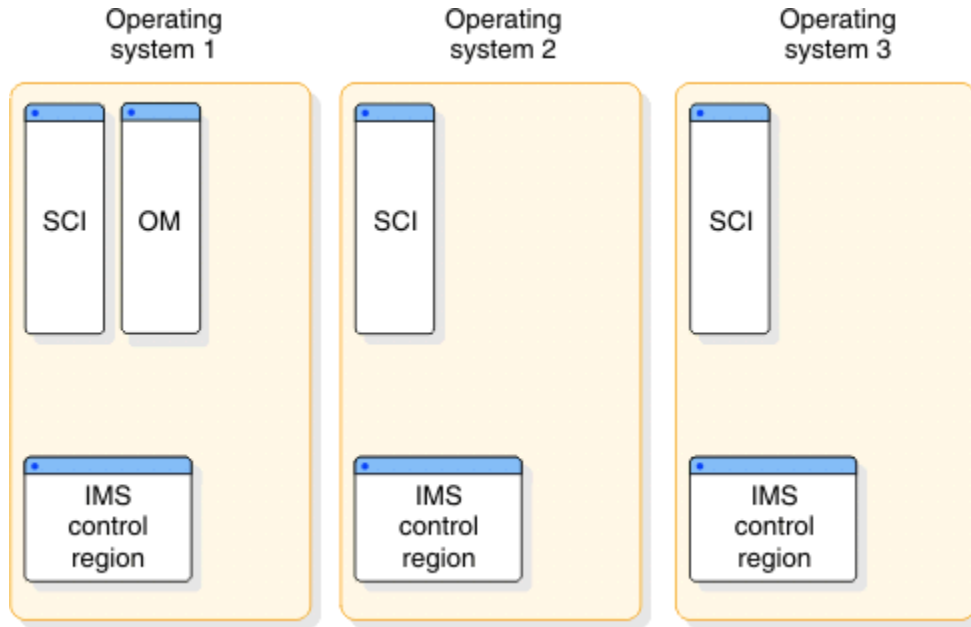 Operating
system 1
Operating
system 2
Operating
system 3
SCI
OM
SCI
SCI
IMS
control
region
IMS
control
region
IMS
control
region